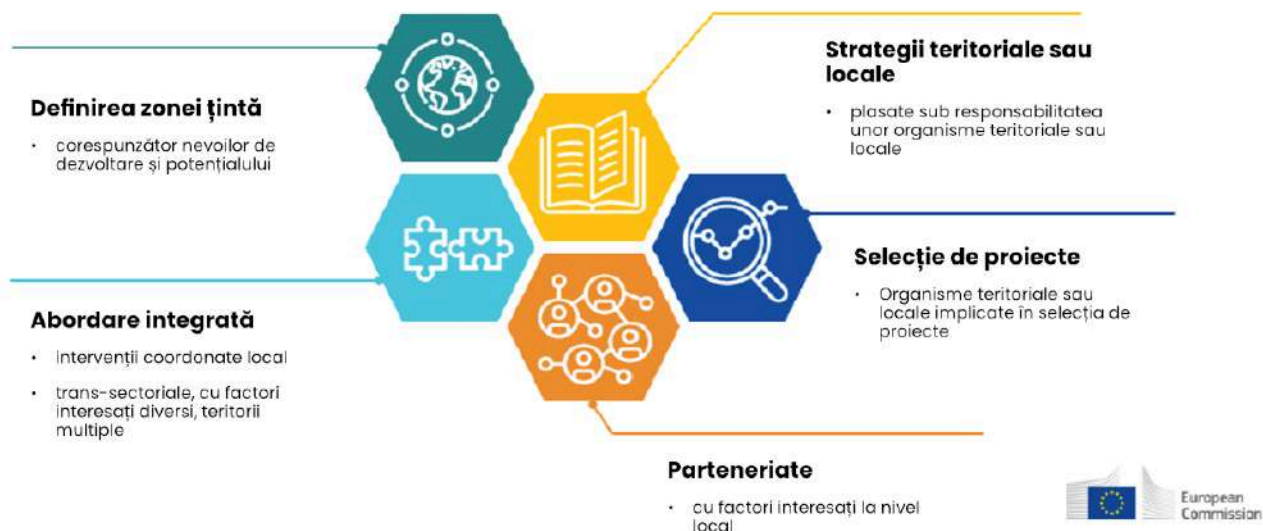 Definirea zonei țintă
• corespunzător nevoilor de
dezvoltare și potențialului
Strategii teritoriale sau
locale
• plasate sub responsabilitatea
unor organisme teritoriale sau
locale
Abordare integrată
• intervenții coordonate local
• trans-sectoriale, cu factori
interesați diverși, teritorii
multiple
Selecție de proiecte
• Organisme teritoriale sau
locale implicate în selecția de
proiecte
Parteneriate
• cu factori interesați la nivel
local
European
Commission